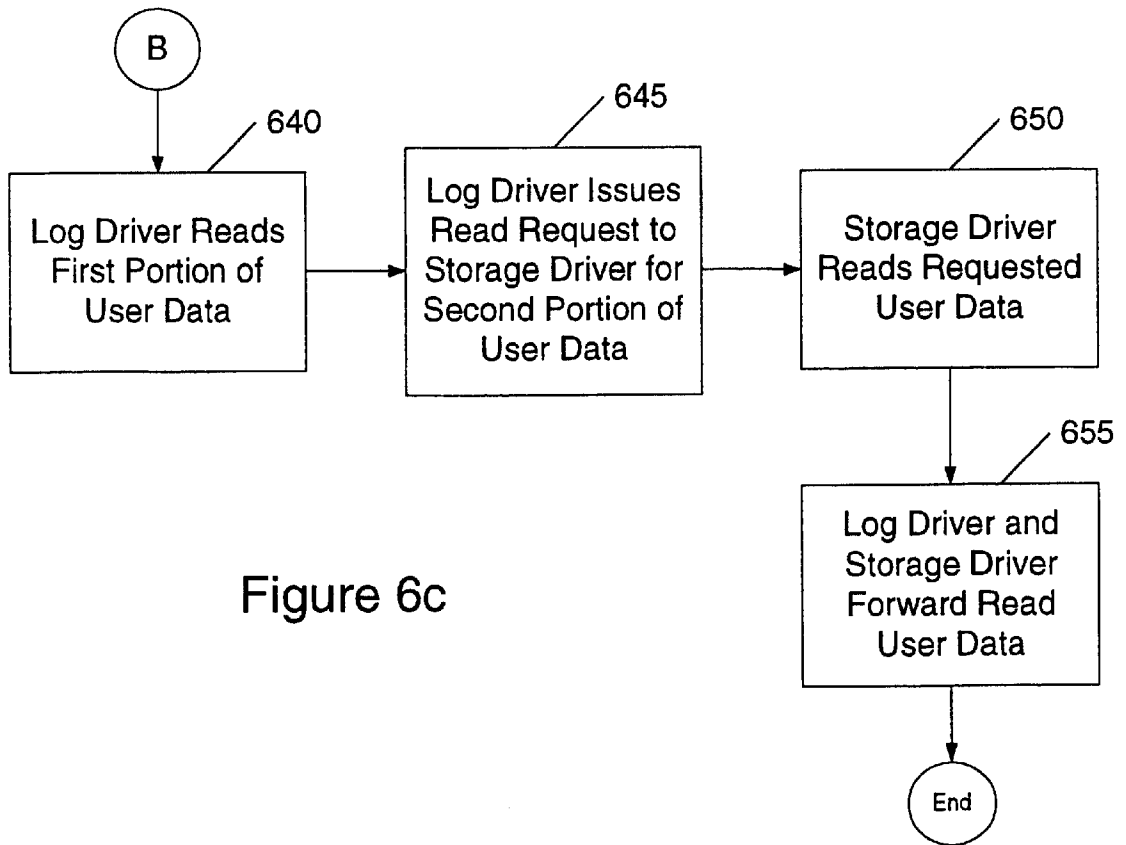 B
640
Log Driver Reads
First Portion of
User Data
645
Log Driver Issues
Read Request to
Storage Driver for
Second Portion of
User Data
650
Storage Driver
Reads Requested
User Data
655
Log Driver and
Storage Driver
Forward Read
User Data
Figure 6c
End